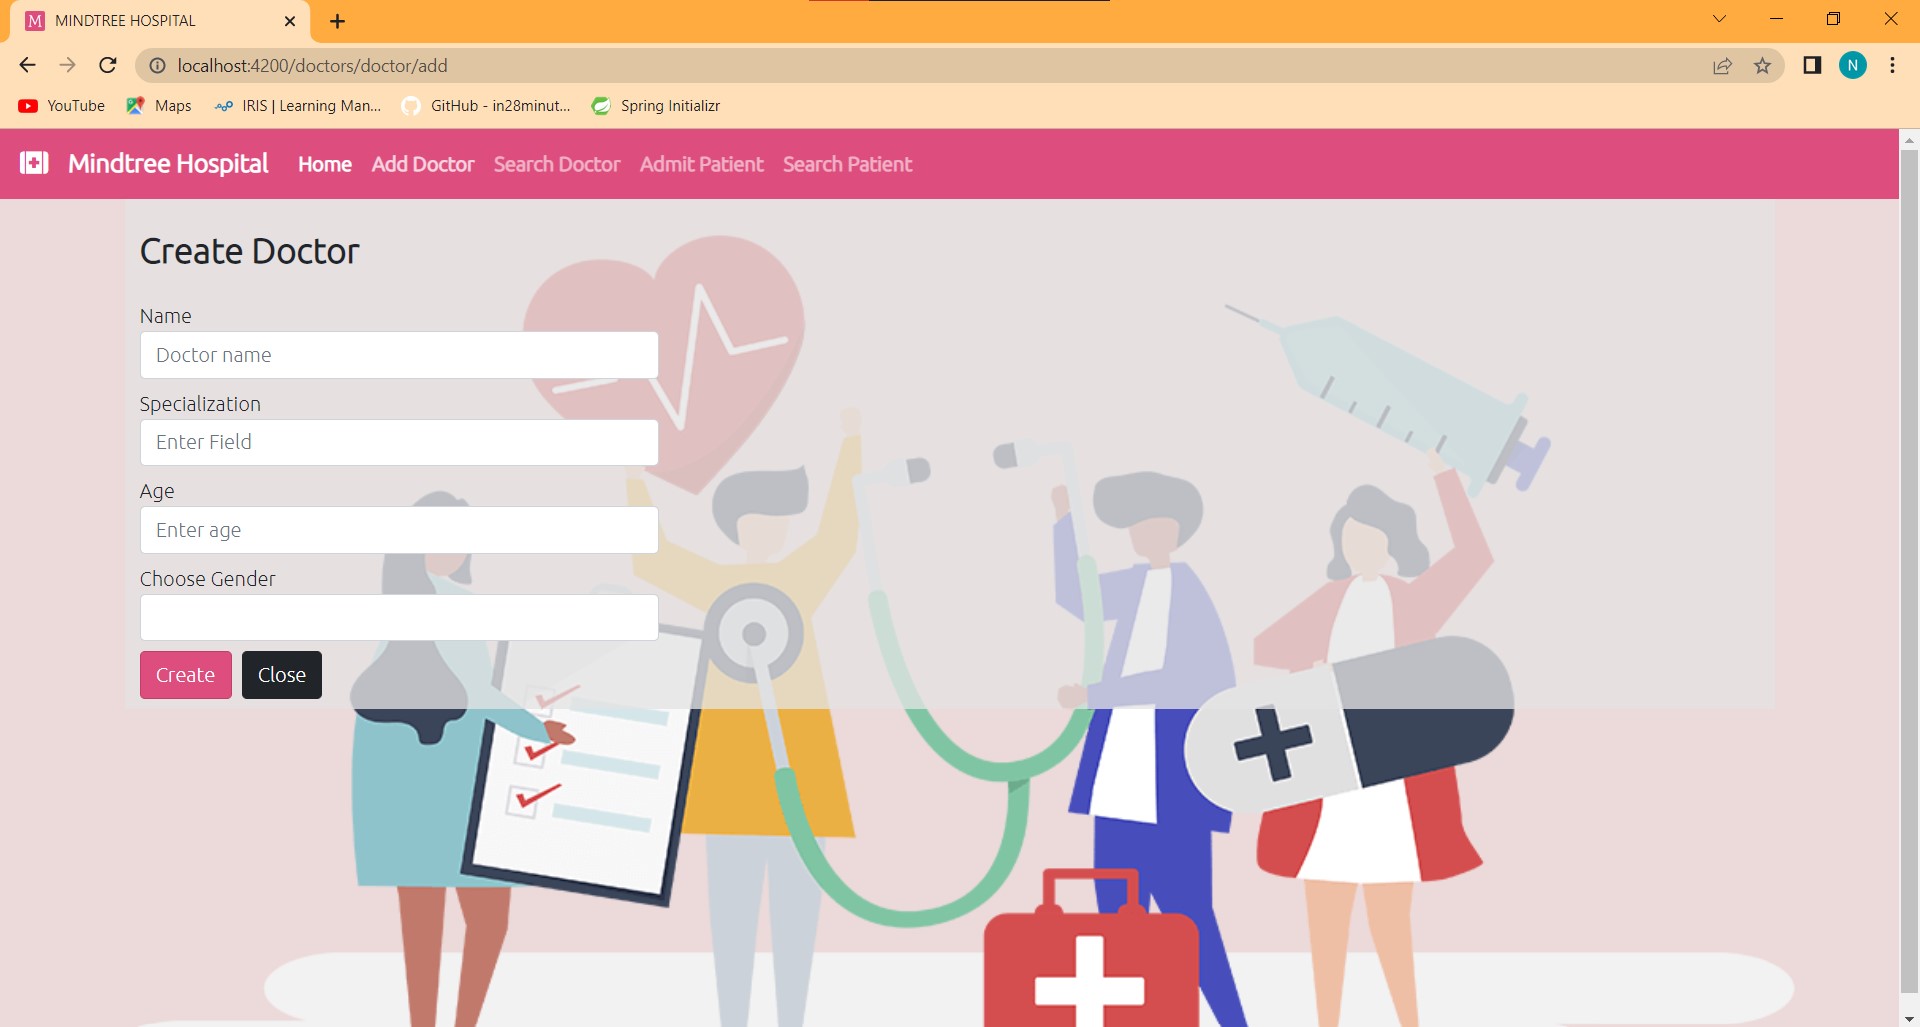 M MINDTREE HOSPITAL
localhost:4200/doctors/doctor/add
N
YouTube Maps IRIS | Learning Man... GitHub - in28minut... Spring Initializr
Mindtree Hospital Home Add Doctor Search Doctor Admit Patient Search Patient
Create Doctor
Name
Doctor name
Specialization
Enter Field
Age
Enter age
Choose Gender
Create Close